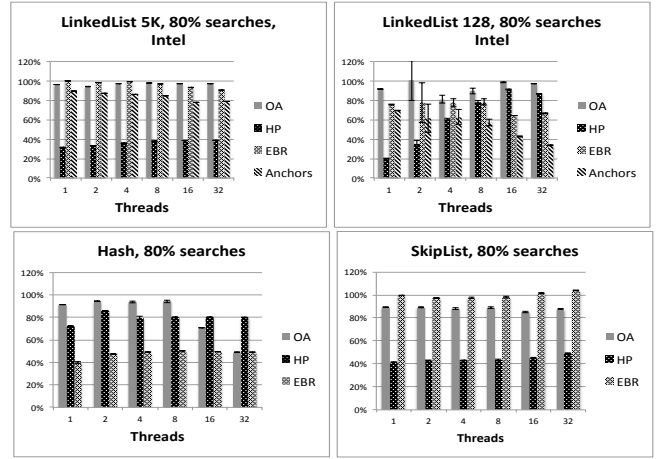 LinkedList 5K, 80% searches,
Intel
120%
100%
80%
60%
40%
20%
0%
1 2 4 8 16 32
Threads
OA
HP
EBR
Anchors
LinkedList 128, 80% searches
Intel
120%
100%
80%
60%
40%
20%
0%
1 2 4 8 16 32
Threads
OA
HP
EBR
Anchors
Hash, 80% searches
120%
100%
80%
60%
40%
20%
0%
1 2 4 8 16 32
Threads
OA
HP
EBR
SkipList, 80% searches
120%
100%
80%
60%
40%
20%
0%
1 2 4 8 16 32
Threads
OA
HP
EBR